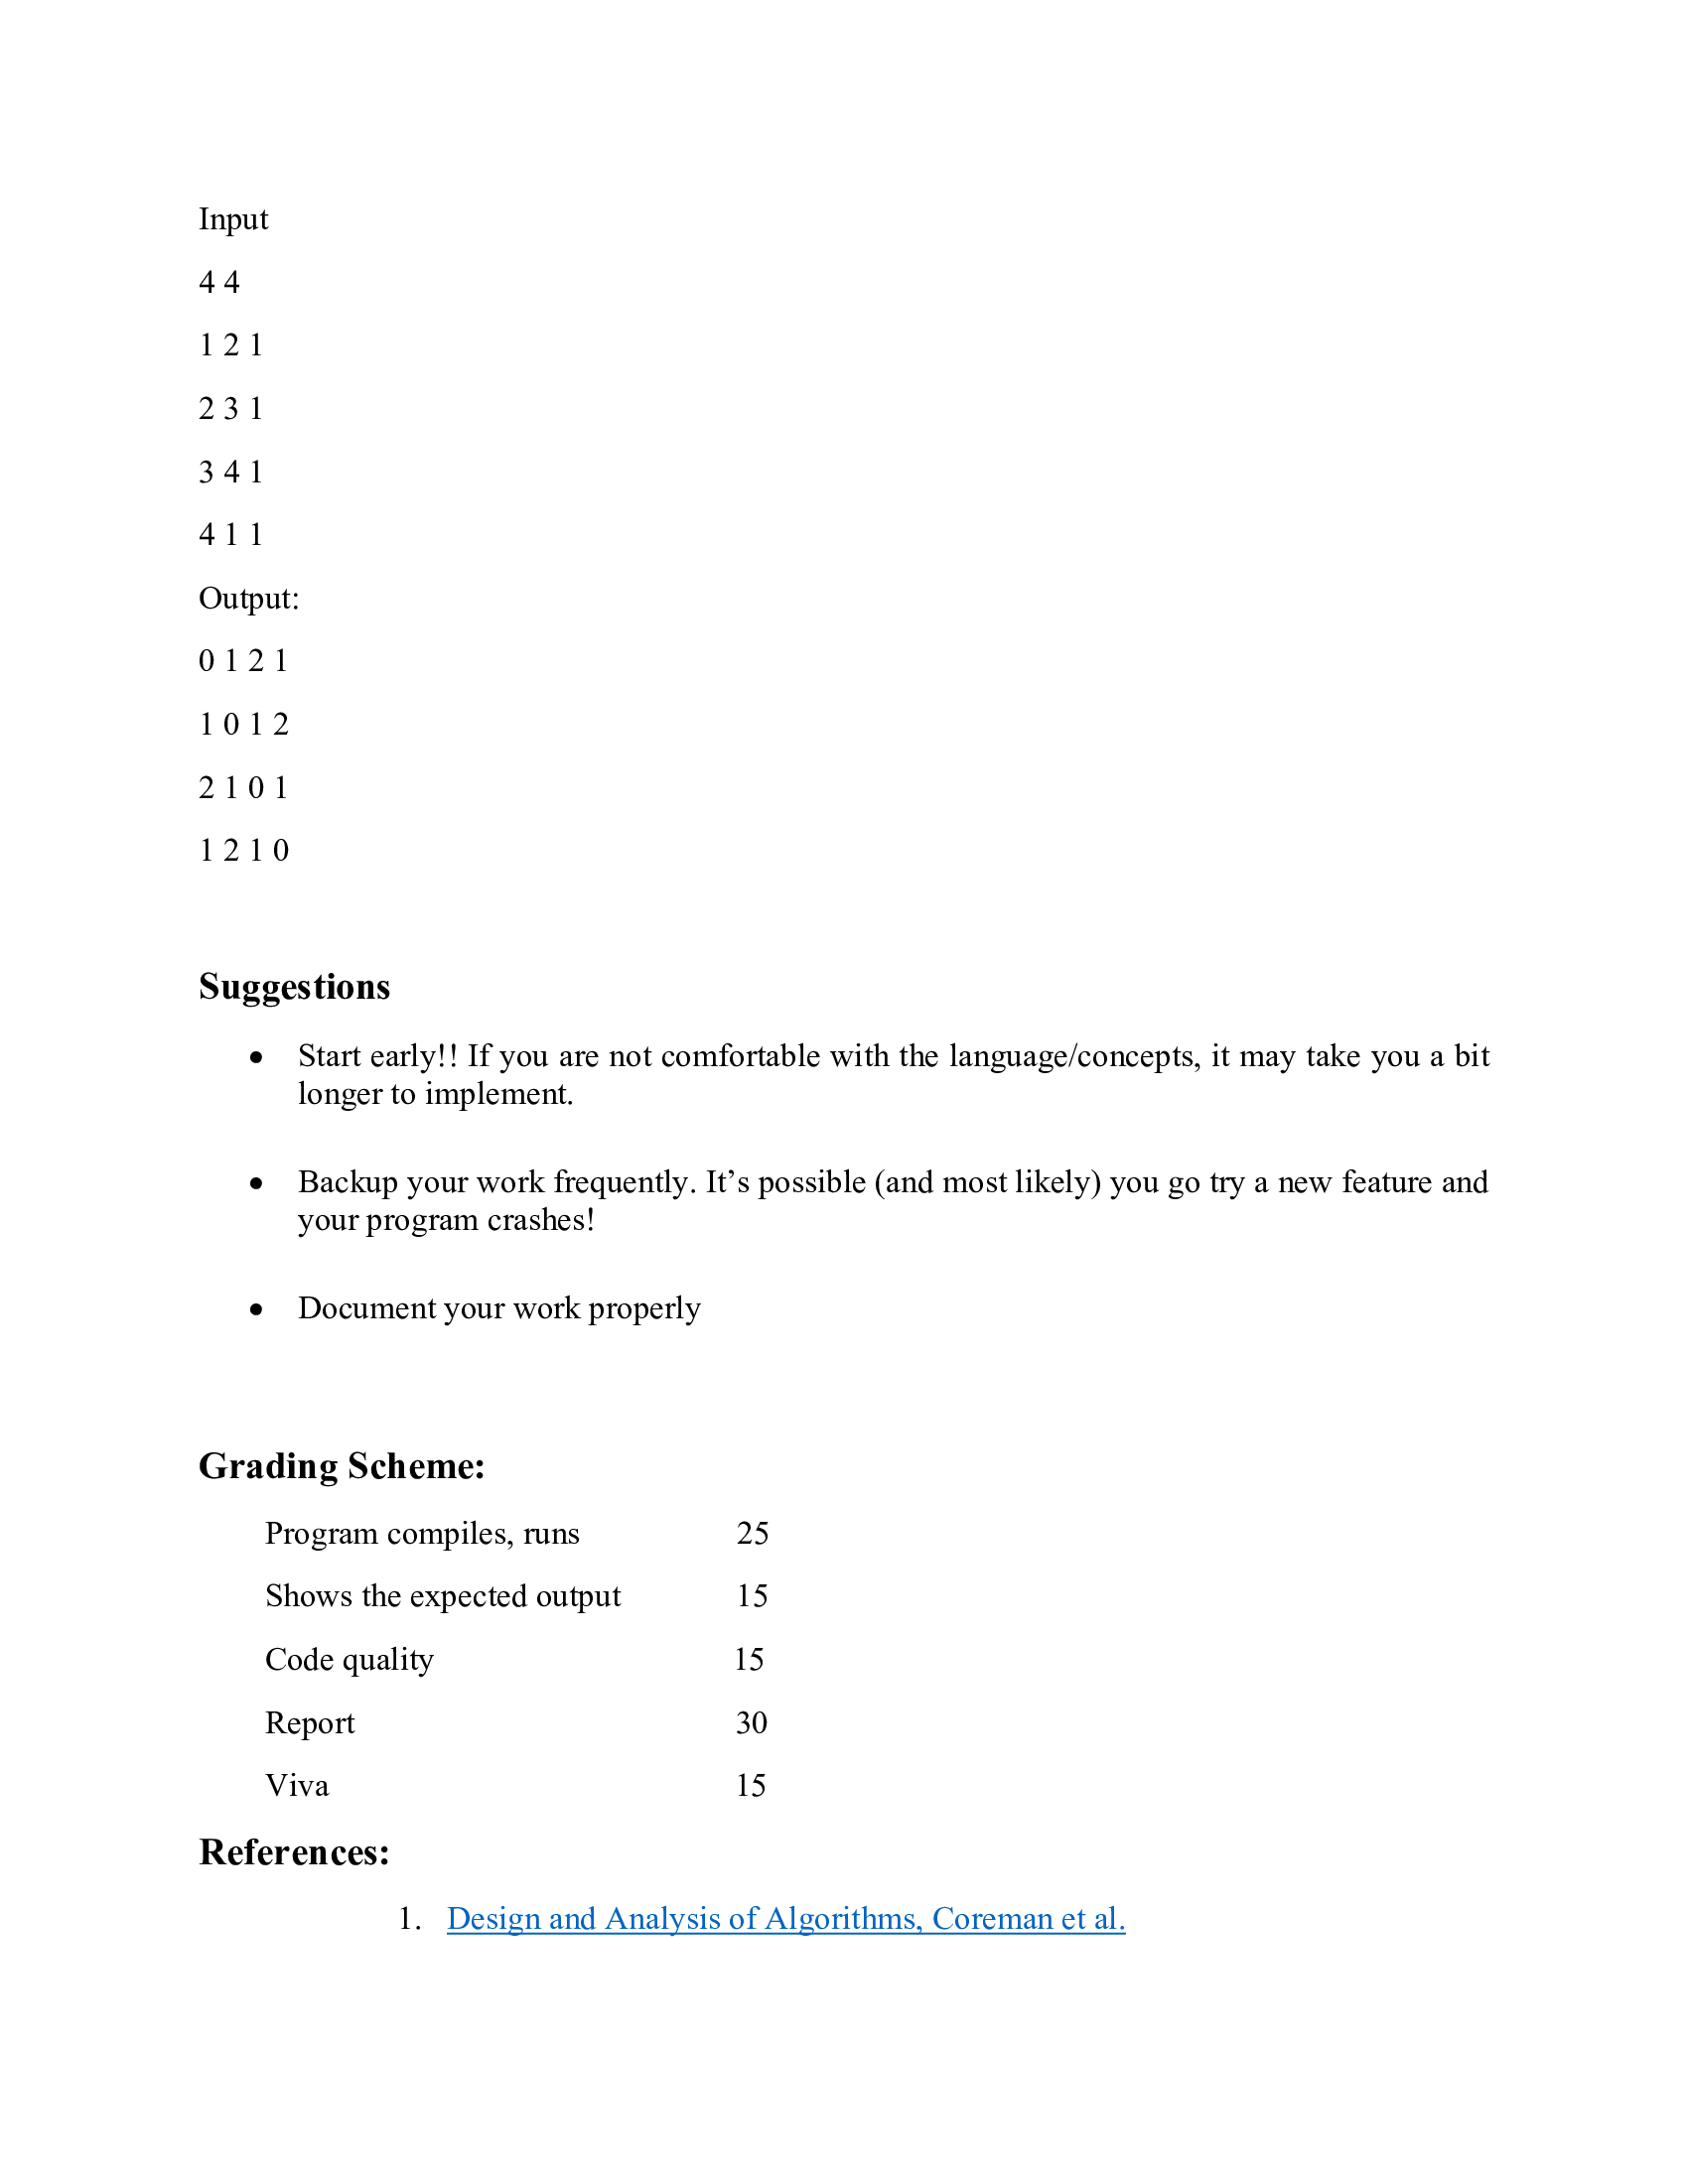 Input
4 4
1 2 1
2 3 1
3 4 1
4 1 1
Output:
0 1 2 1
1 0 1 2
2 1 0 1
1 2 1 0
Suggestions
• Start early!! If you are not comfortable with the language/concepts, it may take you a bit
longer to implement.
• Backup your work frequently. It’s possible (and most likely) you go try a new feature and
your program crashes!
• Document your work properly
Grading Scheme:
Program compiles, runs 25
Shows the expected output 15
Code quality 15
Report 30
Viva 15
References:
1. Design and Analysis of Algorithms, Coreman et al.